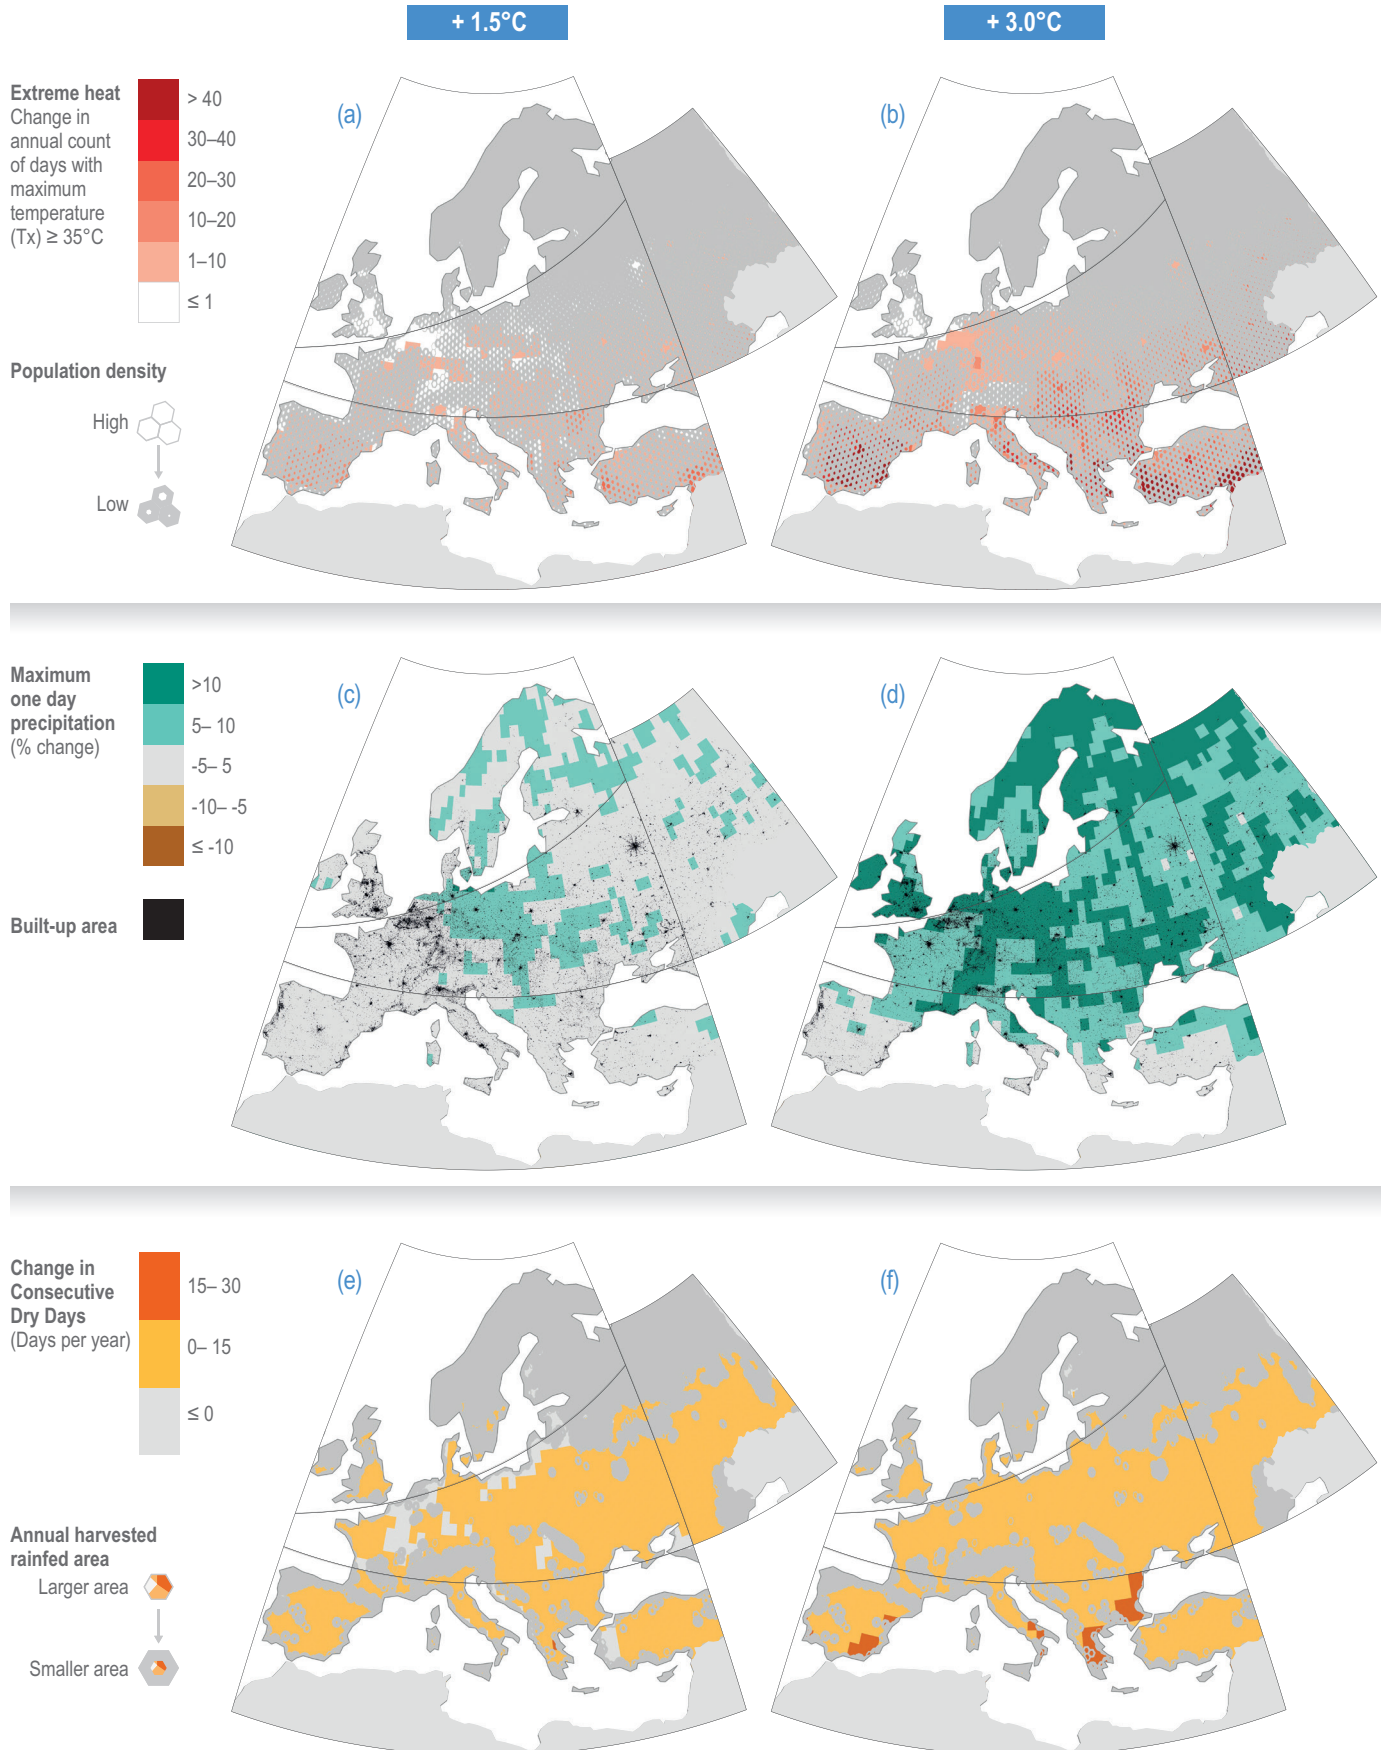 + 1.5°C
+ 3.0°C
Extreme heat
Change in
annual count
of days with
maximum
temperature
(Tx) ≥ 35°C
> 40
30–40
20–30
10–20
1–10
≤ 1
Population density
High
Low
(a)
(b)
Maximum
one day
precipitation
(% change)
>10
5– 10
-5– 5
-10– -5
≤ -10
Built-up area
(c)
(d)
Change in
Consecutive
Dry Days
(Days per year)
15– 30
0– 15
≤ 0
Annual harvested
rainfed area
Larger area
Smaller area
(e)
(f)